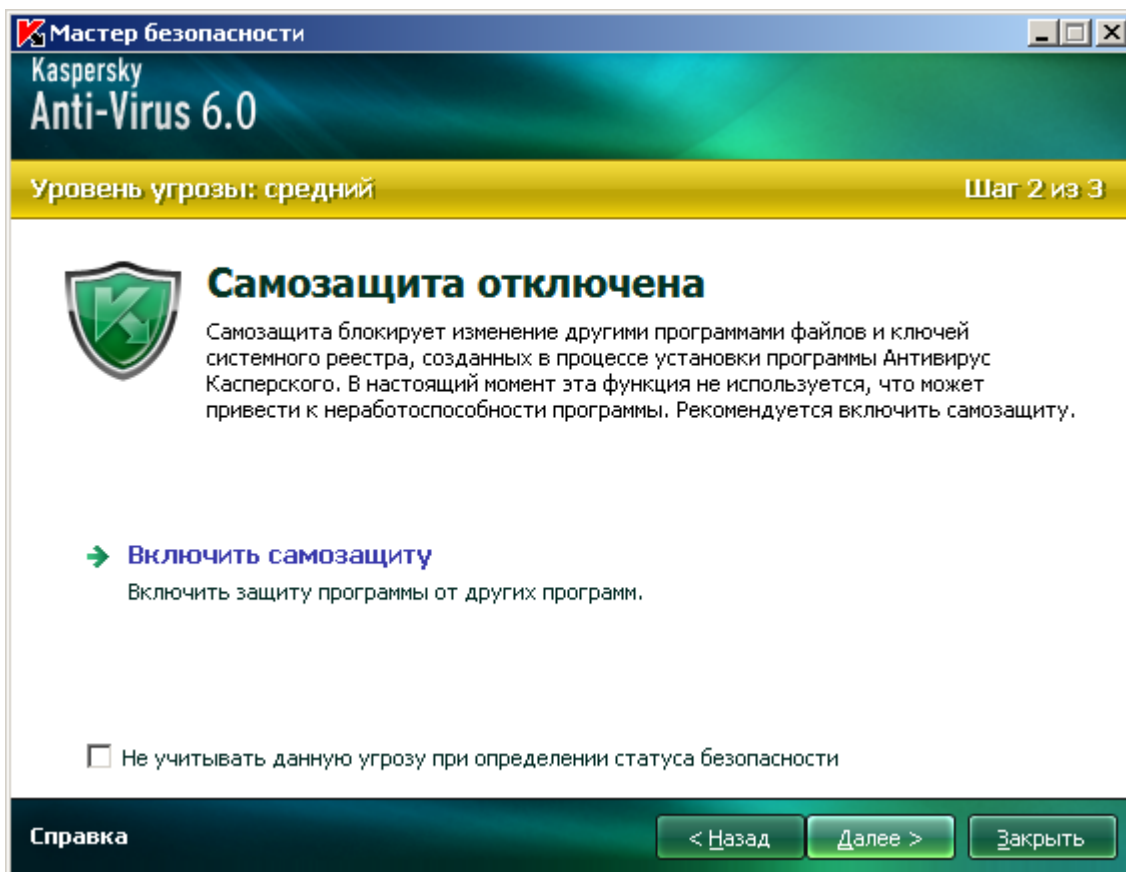 Мастер безопасности
Kaspersky
Anti-Virus 6.0
Уровень угрозы: средний
Шаг 2 из 3
Самозащита отключена
Самозащита блокирует изменение другими программами файлов и ключей
системного реестра, созданных в процессе установки программы Антивирус
Касперского. В настоящий момент эта функция не используется, что может
привести к неработоспособности программы. Рекомендуется включить самозащиту.
Включить самозащиту
Включить защиту программы от других программ.
Не учитывать данную угрозу при определении статуса безопасности
Справка
< Назад
Далее >
Закрыть